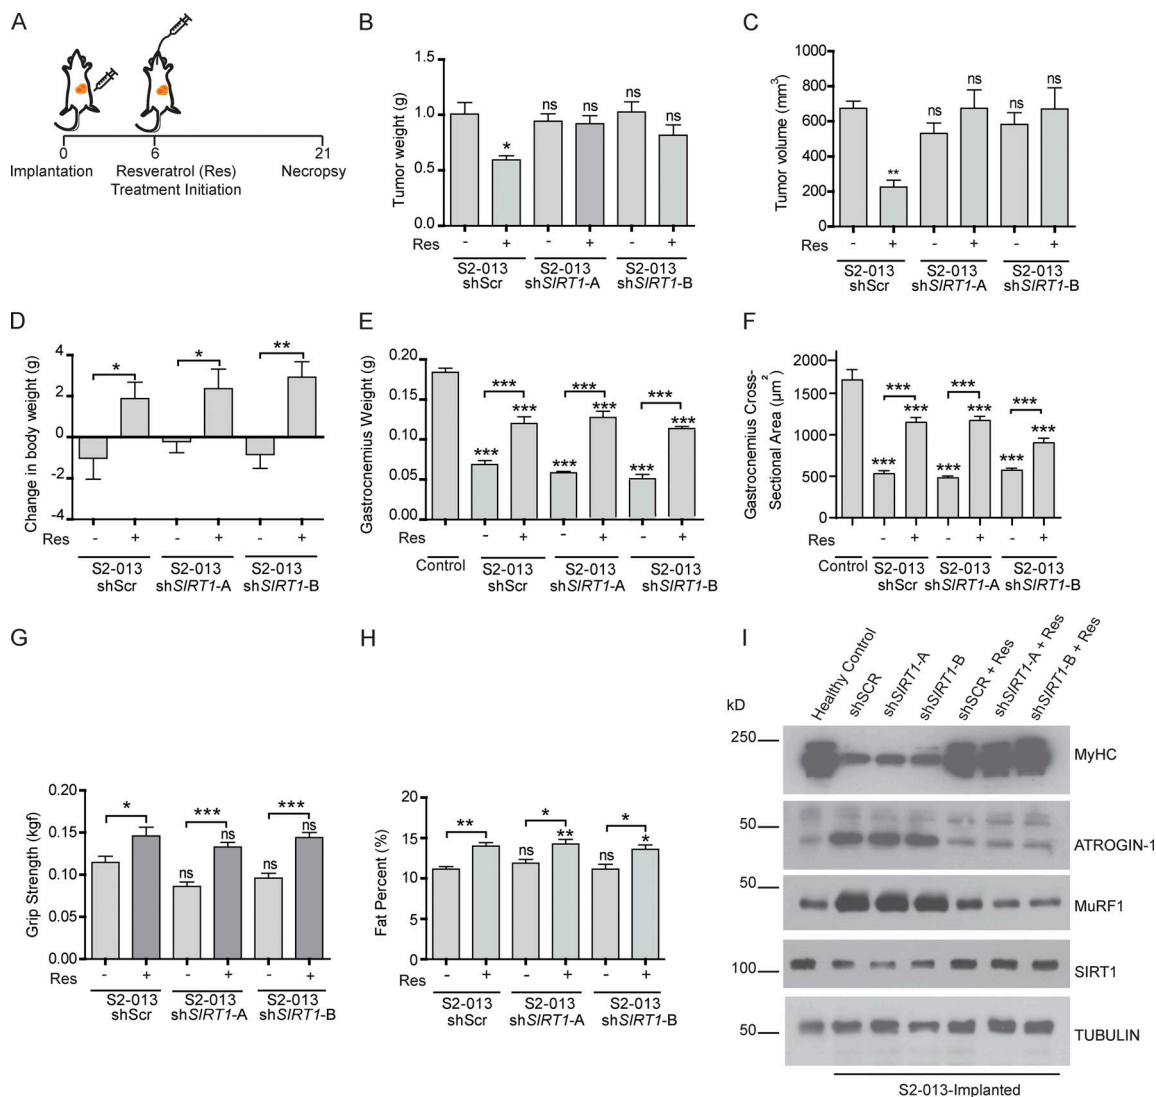 A
0
6
21
Implantation
Resveratrol (Res)
Treatment Initiation
Necropsy
B
Tumor weight (g)
1.5
1.0
0.5
0.0
*
ns
ns
ns
ns
Res
-
+
-
+
-
+
S2-013
shScr
S2-013
shSIRT1-A
S2-013
shSIRT1-B
C
Tumor volume (mm³)
1000
800
600
400
200
0
**
ns
ns
ns
ns
Res
-
+
-
+
-
+
S2-013
shScr
S2-013
shSIRT1-A
S2-013
shSIRT1-B
D
Change in body weight (g)
4
2
0
-2
-4
*
*
**
Res
-
+
-
+
-
+
S2-013
shScr
S2-013
shSIRT1-A
S2-013
shSIRT1-B
E
Gastrocnemius Weight (g)
0.20
0.15
0.10
0.05
0.00
***
***
***
***
***
***
***
***
***
Res
-
+
-
+
-
+
Control
S2-013
shScr
S2-013
shSIRT1-A
S2-013
shSIRT1-B
F
Gastrocnemius Cross-
Sectional Area (µm²)
2000
1500
1000
500
0
***
***
***
***
***
***
***
***
***
Res
-
+
-
+
-
+
Control
S2-013
shScr
S2-013
shSIRT1-A
S2-013
shSIRT1-B
G
Grip Strength (kgf)
0.20
0.15
0.10
0.05
0.00
*
***
***
ns
ns
ns
ns
Res
-
+
-
+
-
+
S2-013
shScr
S2-013
shSIRT1-A
S2-013
shSIRT1-B
H
Fat Percent (%)
20
15
10
5
0
**
*
*
ns
**
ns
*
Res
-
+
-
+
-
+
S2-013
shScr
S2-013
shSIRT1-A
S2-013
shSIRT1-B
I
Healthy Control
shSCR
shSIRT1-A
shSIRT1-B
shSCR + Res
shSIRT1-A + Res
shSIRT1-B + Res
kD
250
MyHC
50
ATROGIN-1
50
MuRF1
100
SIRT1
50
TUBULIN
S2-013-Implanted